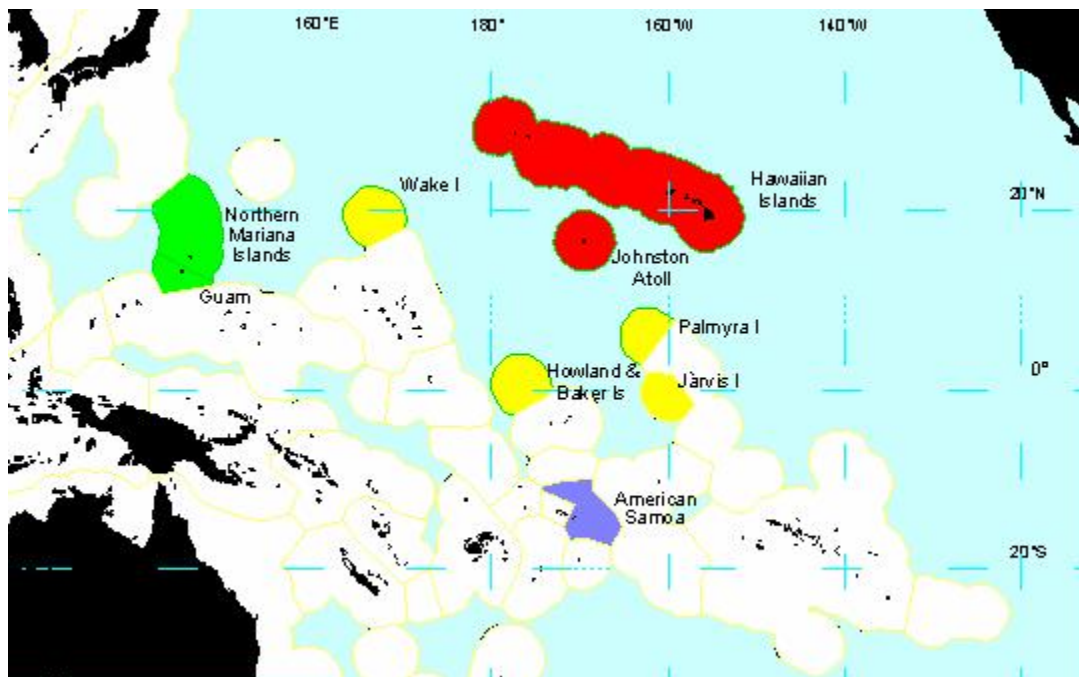 160°E
180°
160°W
140°W
Wake I
Hawaiian
Islands
20°N
Northern
Mariana
Islands
Johnston
Atoll
Guam
Palmyra I
Howland &
Baker Is
Jarvis I
0°
American
Samoa
20°S